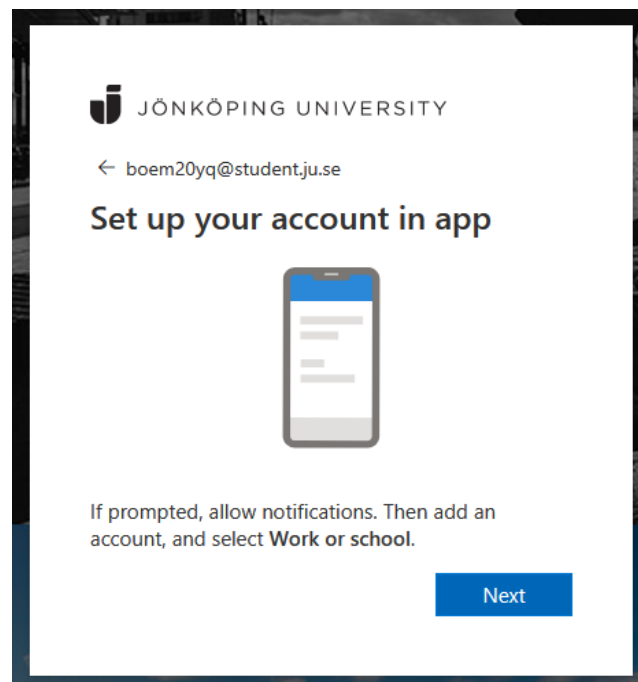 JÖNKÖPING UNIVERSITY
← boem20yq@student.ju.se
Set up your account in app
If prompted, allow notifications. Then add an
account, and select Work or school.
Next